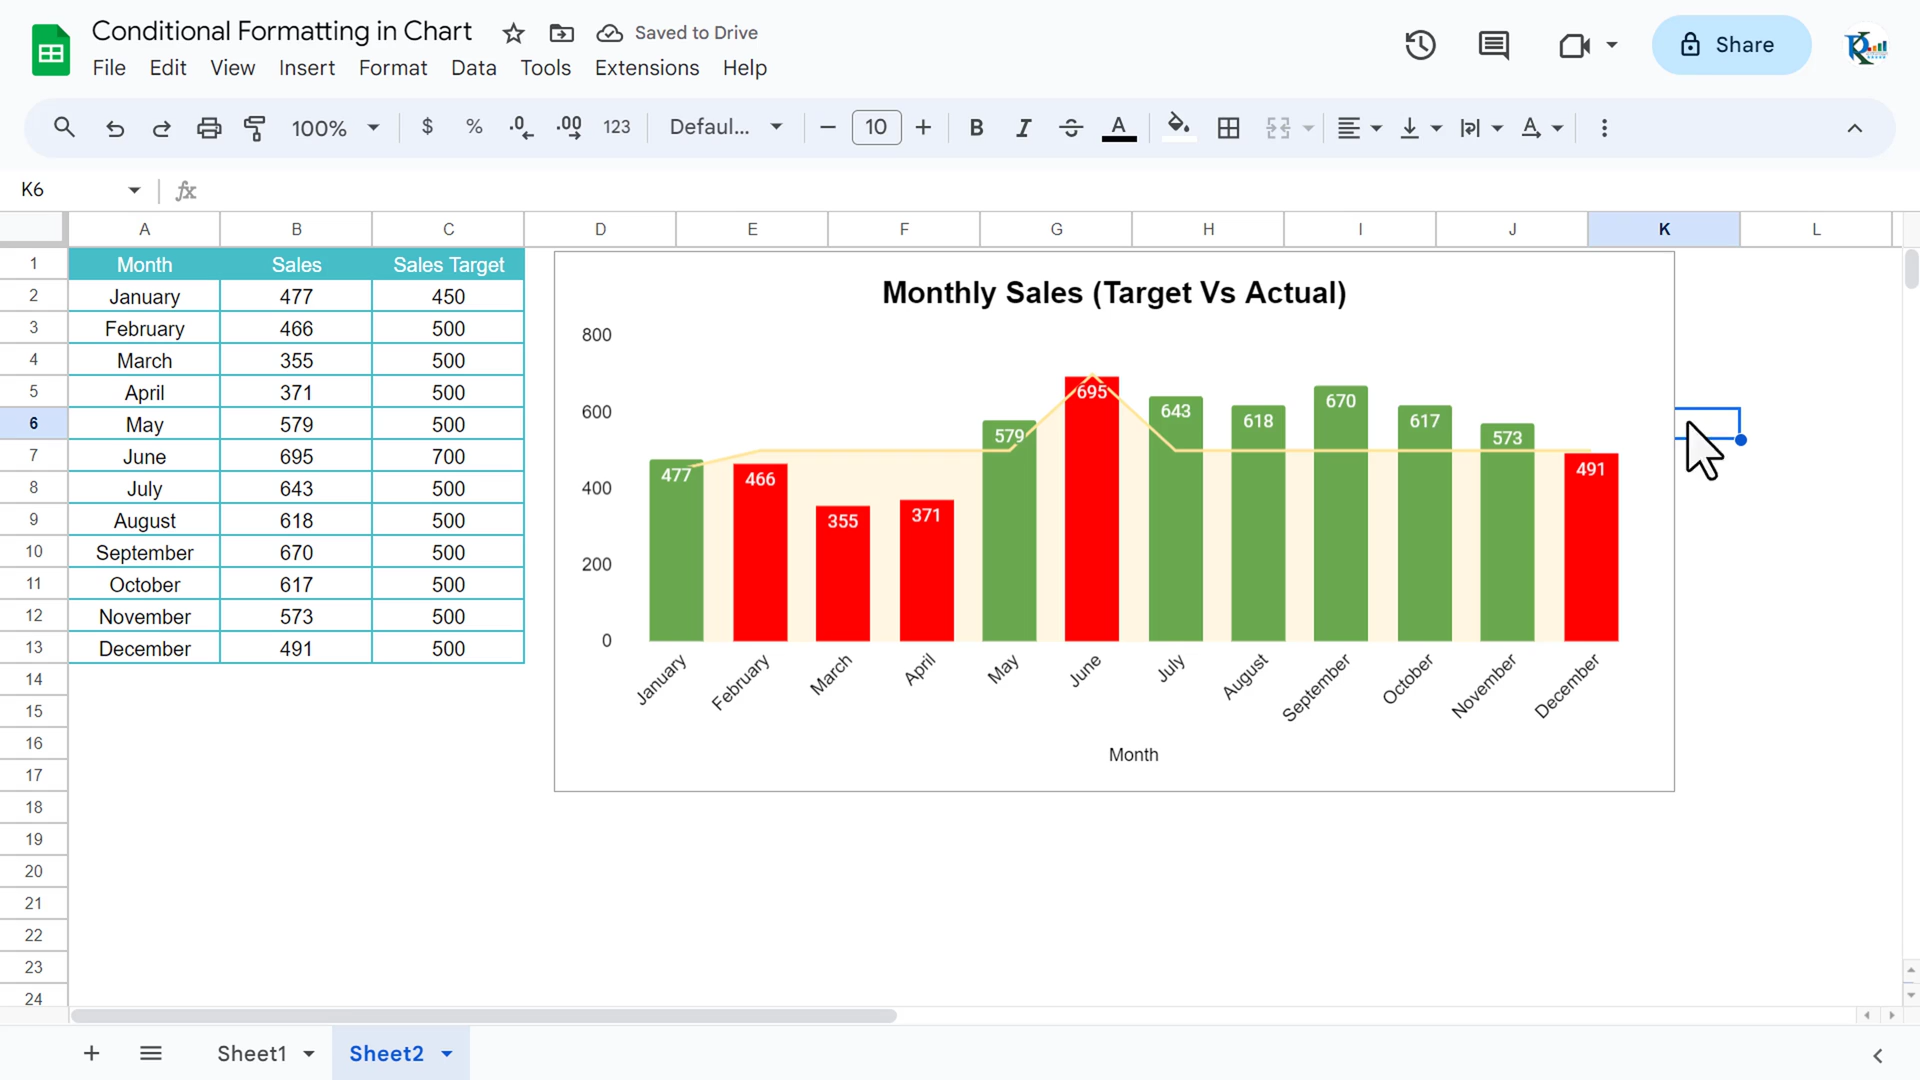 Conditional Formatting in Chart Saved to Drive
File Edit View Insert Format Data Tools Extensions Help
Share
100% $ % .0 .00 123 Defaul... 10 B I S A
K6 fx
A B C D E F G H I J K L
1 Month Sales Sales Target
2 January 477 450
3 February 466 500
4 March 355 500
5 April 371 500
6 May 579 500
7 June 695 700
8 July 643 500
9 August 618 500
10 September 670 500
11 October 617 500
12 November 573 500
13 December 491 500
14
15
16
17
18
19
20
21
22
23
24
Monthly Sales (Target Vs Actual)
800
600
400
200
0
477 466 355 371 579 695 643 618 670 617 573 491
January February March April May June July August September October November December
Month
Sheet1 Sheet2